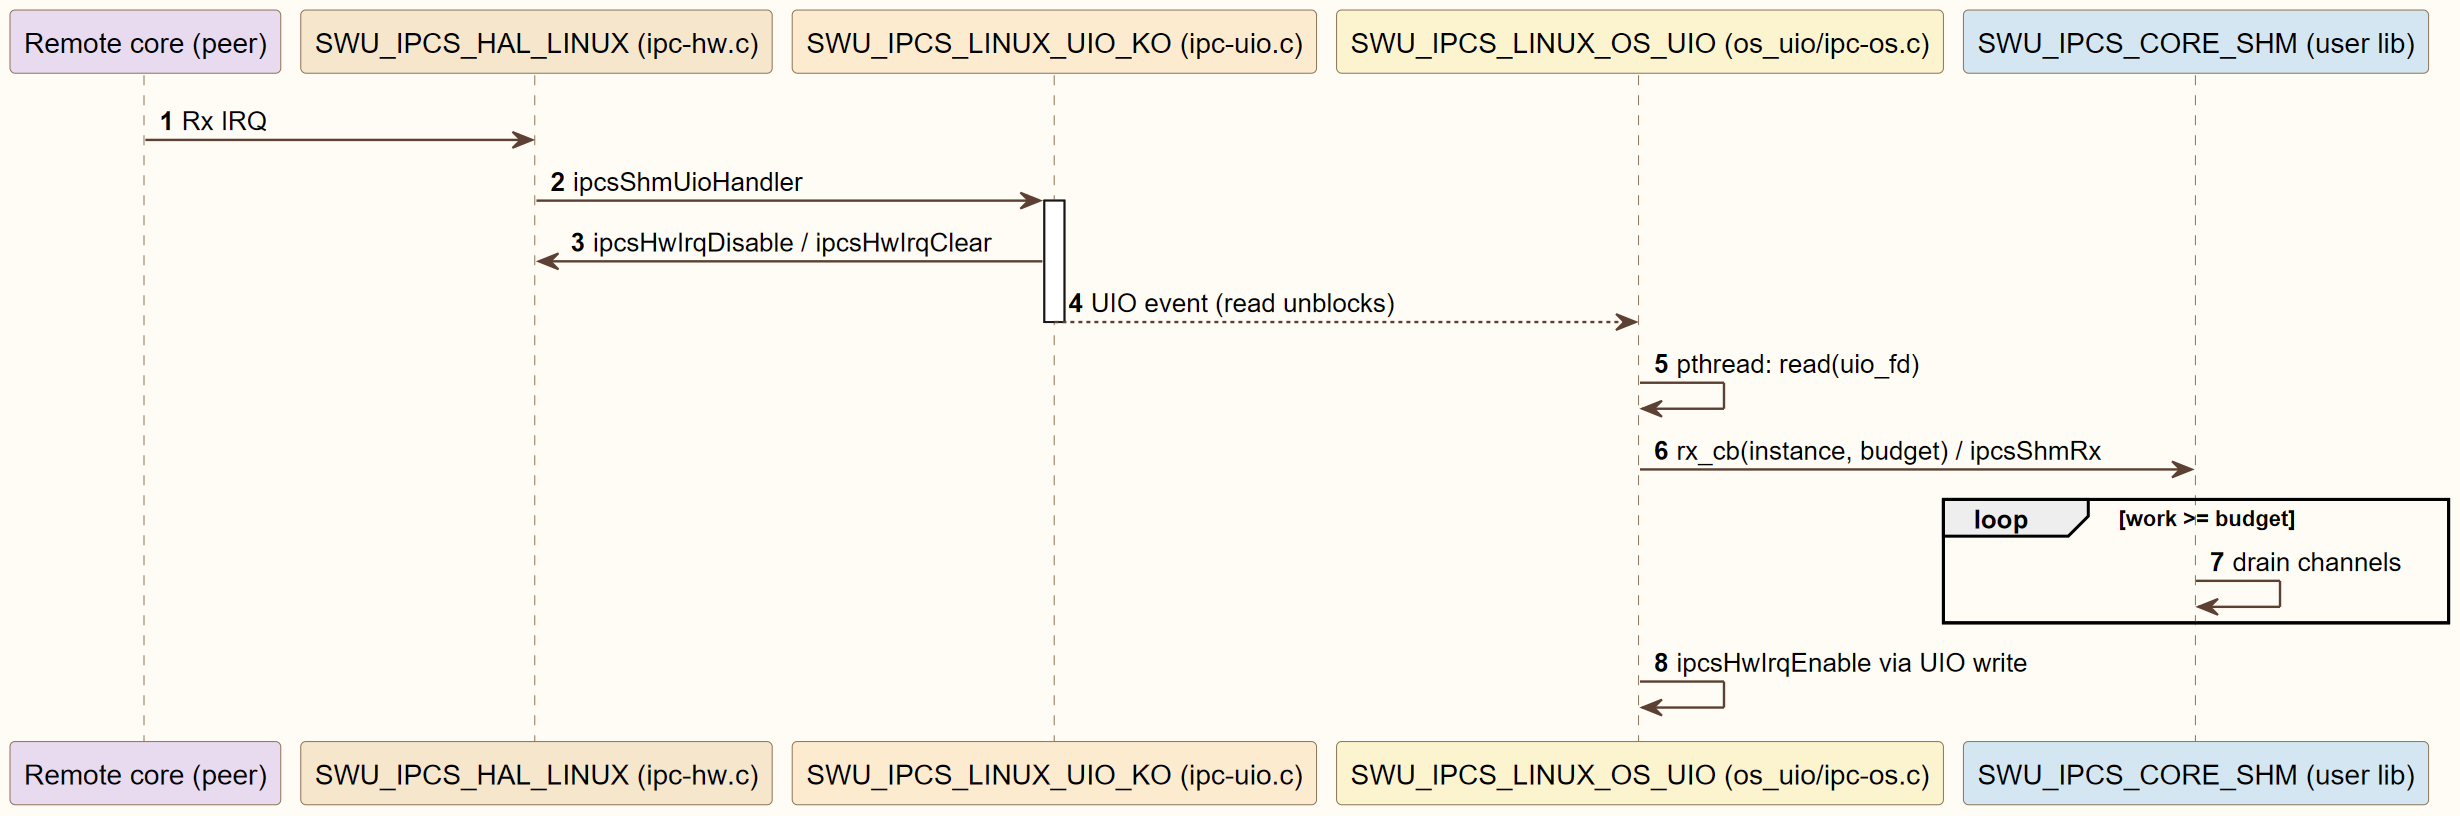 Remote core (peer)
SWU_IPCS_HAL_LINUX (ipc-hw.c)
SWU_IPCS_LINUX_UIO_KO (ipc-uio.c)
SWU_IPCS_LINUX_OS_UIO (os_uio/ipc-os.c)
SWU_IPCS_CORE_SHM (user lib)
1 Rx IRQ
2 ipcsShmUioHandler
3 ipcsHwIrqDisable / ipcsHwIrqClear
4 UIO event (read unblocks)
5 pthread: read(uio_fd)
6 rx_cb(instance, budget) / ipcsShmRx
loop [work >= budget]
7 drain channels
8 ipcsHwIrqEnable via UIO write
Remote core (peer)
SWU_IPCS_HAL_LINUX (ipc-hw.c)
SWU_IPCS_LINUX_UIO_KO (ipc-uio.c)
SWU_IPCS_LINUX_OS_UIO (os_uio/ipc-os.c)
SWU_IPCS_CORE_SHM (user lib)